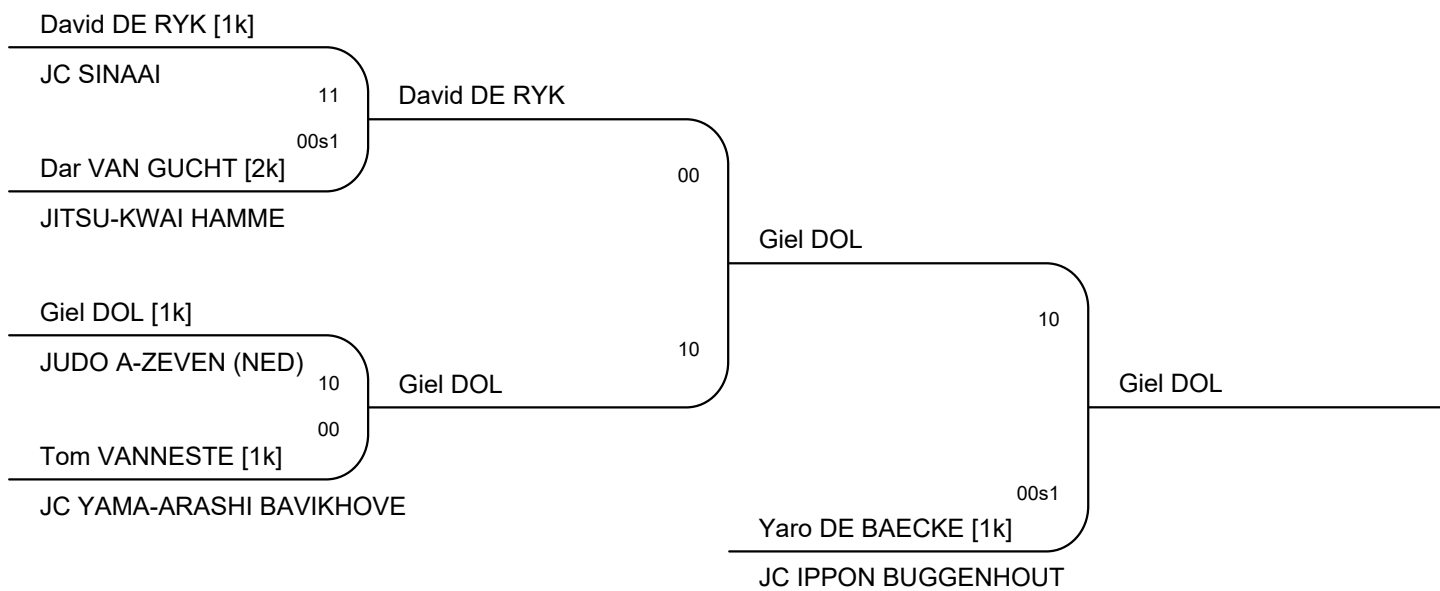 David DE RYK [1k]
JC SINAAI
11
00s1
Dar VAN GUCHT [2k]
JITSU-KWAI HAMME
David DE RYK
00
Giel DOL [1k]
JUDO A-ZEVEN (NED)
10
00
Tom VANNESTE [1k]
JC YAMA-ARASHI BAVIKHOVE
10
Giel DOL
Giel DOL
10
00s1
Yaro DE BAECKE [1k]
JC IPPON BUGGENHOUT
Giel DOL